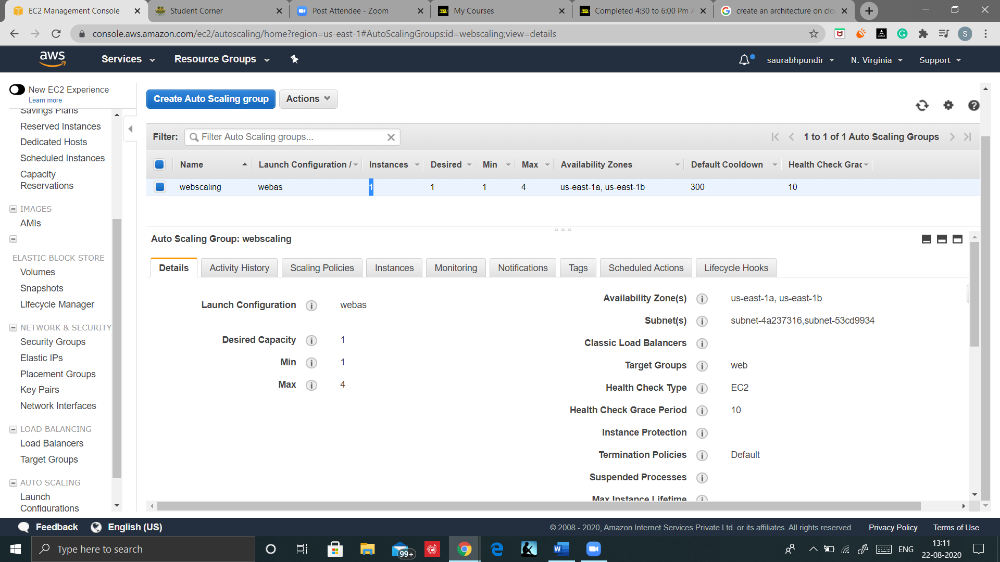 EC2 Management Console
Student Corner
Post Attendee - Zoom
My Courses
Completed 4:30 to 6:00 Pm A
create an architecture on clo
console.aws.amazon.com/ec2/autoscaling/home?region=us-east-1#AutoScalingGroups:id=webscaling;view=details
S
aws
Services
Resource Groups
saurabhpundir
N. Virginia
Support
New EC2 Experience
Learn more
Savings Plans
Reserved Instances
Dedicated Hosts
Scheduled Instances
Capacity
Reservations
IMAGES
AMIs
ELASTIC BLOCK STORE
Volumes
Snapshots
Lifecycle Manager
NETWORK & SECURITY
Security Groups
Elastic IPs
Placement Groups
Key Pairs
Network Interfaces
LOAD BALANCING
Load Balancers
Target Groups
AUTO SCALING
Launch
Configurations
Create Auto Scaling group
Actions
Filter:
Filter Auto Scaling groups...
1 to 1 of 1 Auto Scaling Groups
Name
Launch Configuration /
Instances
Desired
Min
Max
Availability Zones
Default Cooldown
Health Check Grac
webscaling
webas
1
1
1
4
us-east-1a, us-east-1b
300
10
Auto Scaling Group: webscaling
Details
Activity History
Scaling Policies
Instances
Monitoring
Notifications
Tags
Scheduled Actions
Lifecycle Hooks
Launch Configuration
webas
Desired Capacity
1
Min
1
Max
4
Availability Zone(s)
us-east-1a, us-east-1b
Subnet(s)
subnet-4a237316,subnet-53cd9934
Classic Load Balancers
Target Groups
web
Health Check Type
EC2
Health Check Grace Period
10
Instance Protection
Termination Policies
Default
Suspended Processes
Max Instance Lifetime
Feedback
English (US)
© 2008 - 2020, Amazon Internet Services Private Ltd. or its affiliates. All rights reserved.
Privacy Policy
Terms of Use
Type here to search
99+
ENG
13:11
22-08-2020